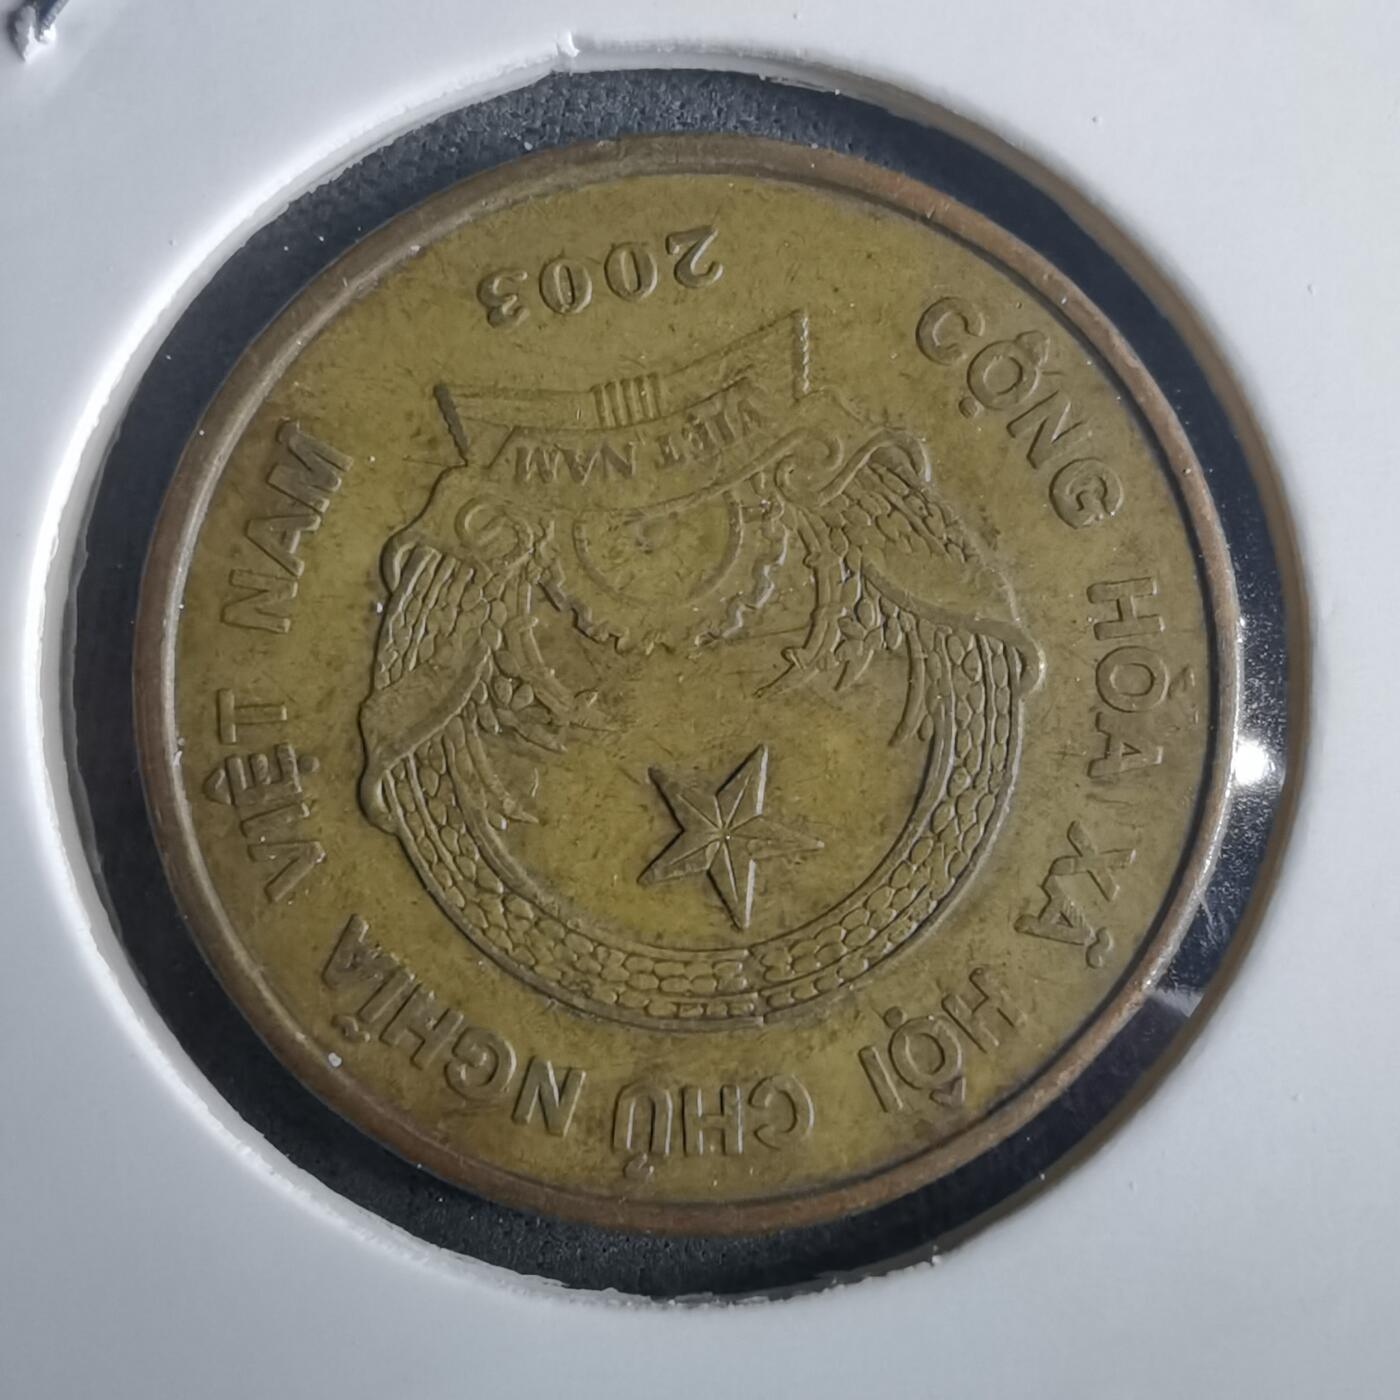 CỘNG HÒA XÃ HỘI CHỦ NGHĨA VIỆT NAM
VIỆT NAM
2003